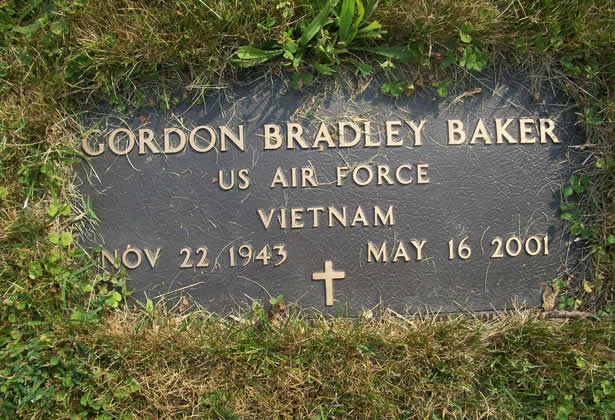 GORDON BRADLEY BAKER
US AIR FORCE
VIETNAM
NOV 22 1943 MAY 16 2001